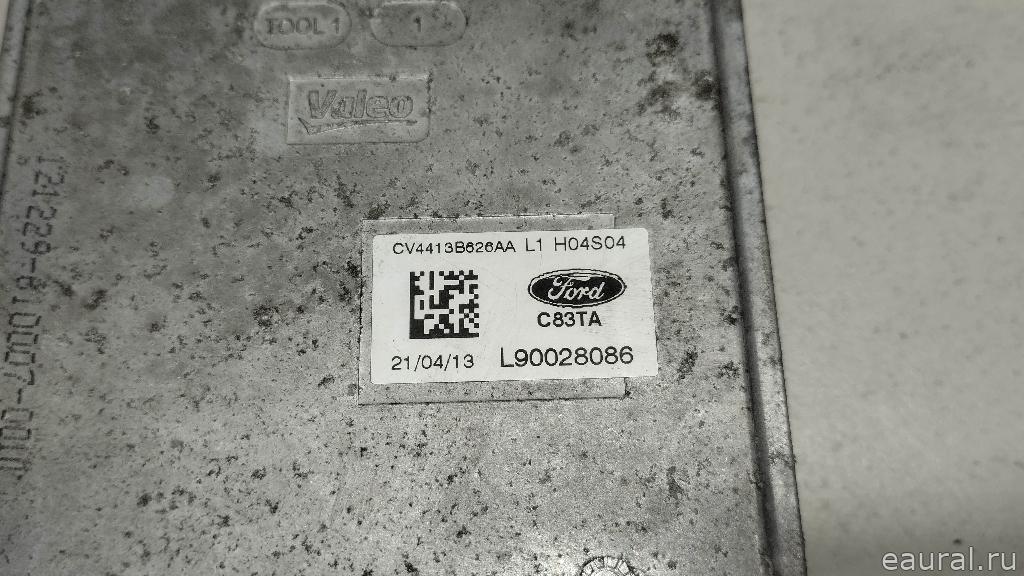 TOOL 1 1
Valeo
CV4413B626AA L1 H04S04
Ford
C83TA
21/04/13 L90028086
eaural.ru